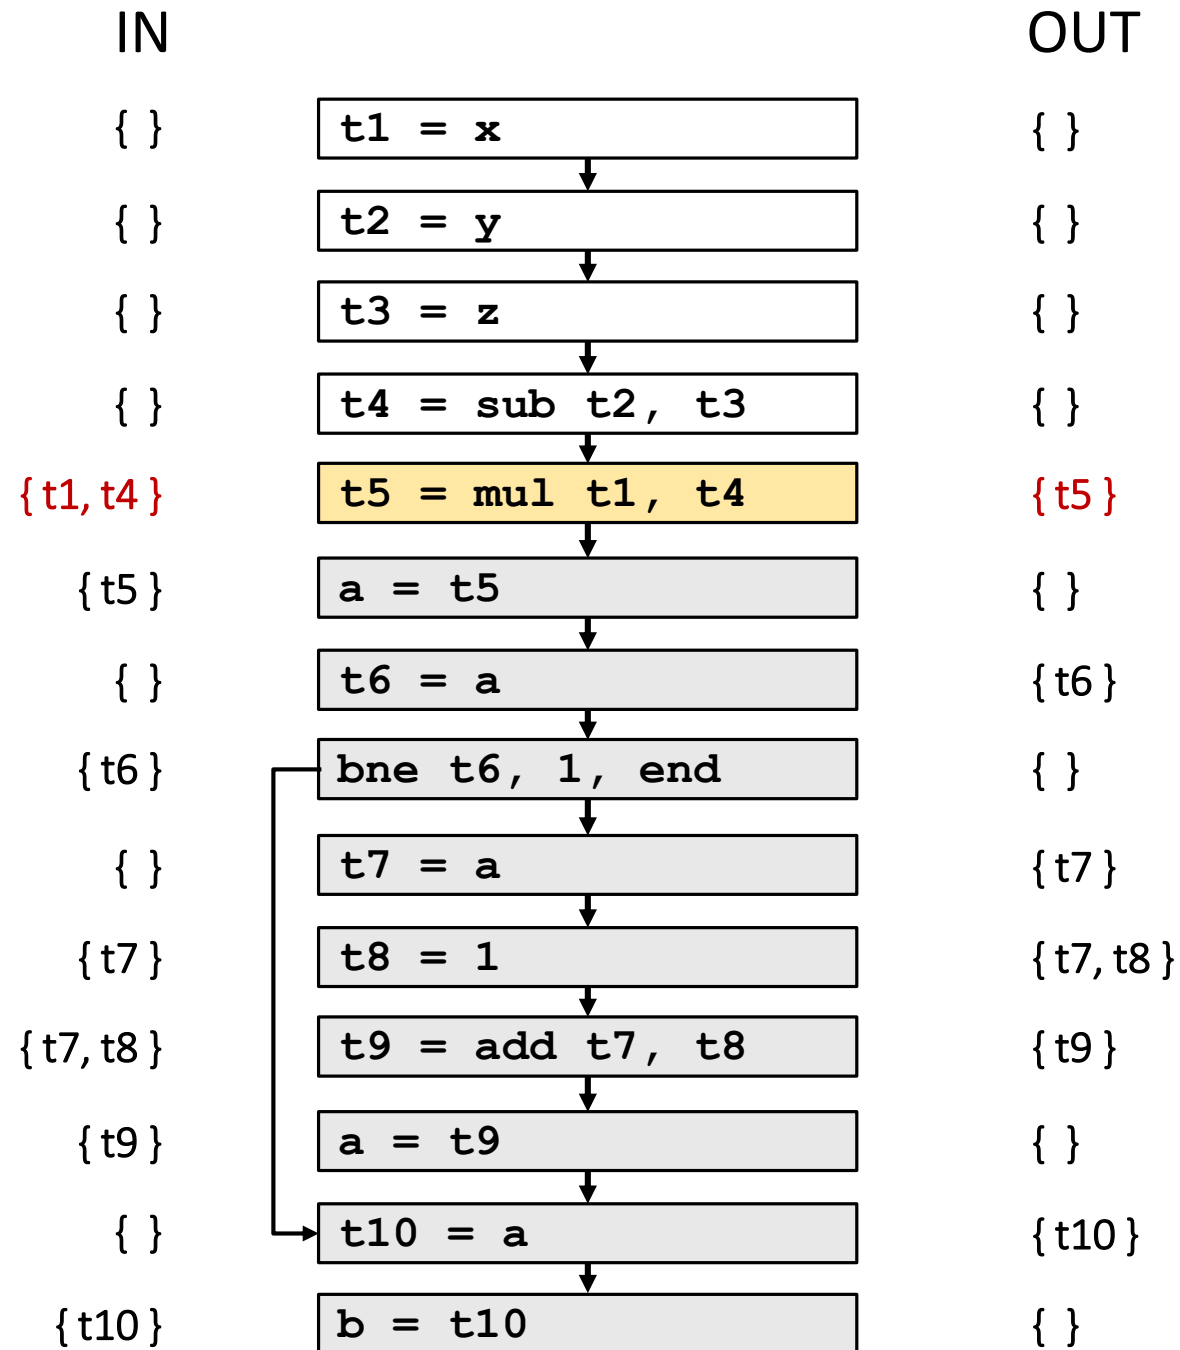 IN OUT
{ } t1 = x { }
{ } t2 = y { }
{ } t3 = z { }
{ } t4 = sub t2, t3 { }
{ t1, t4 } t5 = mul t1, t4 { t5 }
{ t5 } a = t5 { }
{ } t6 = a { t6 }
{ t6 } bne t6, 1, end { }
{ } t7 = a { t7 }
{ t7 } t8 = 1 { t7, t8 }
{ t7, t8 } t9 = add t7, t8 { t9 }
{ t9 } a = t9 { }
{ } t10 = a { t10 }
{ t10 } b = t10 { }